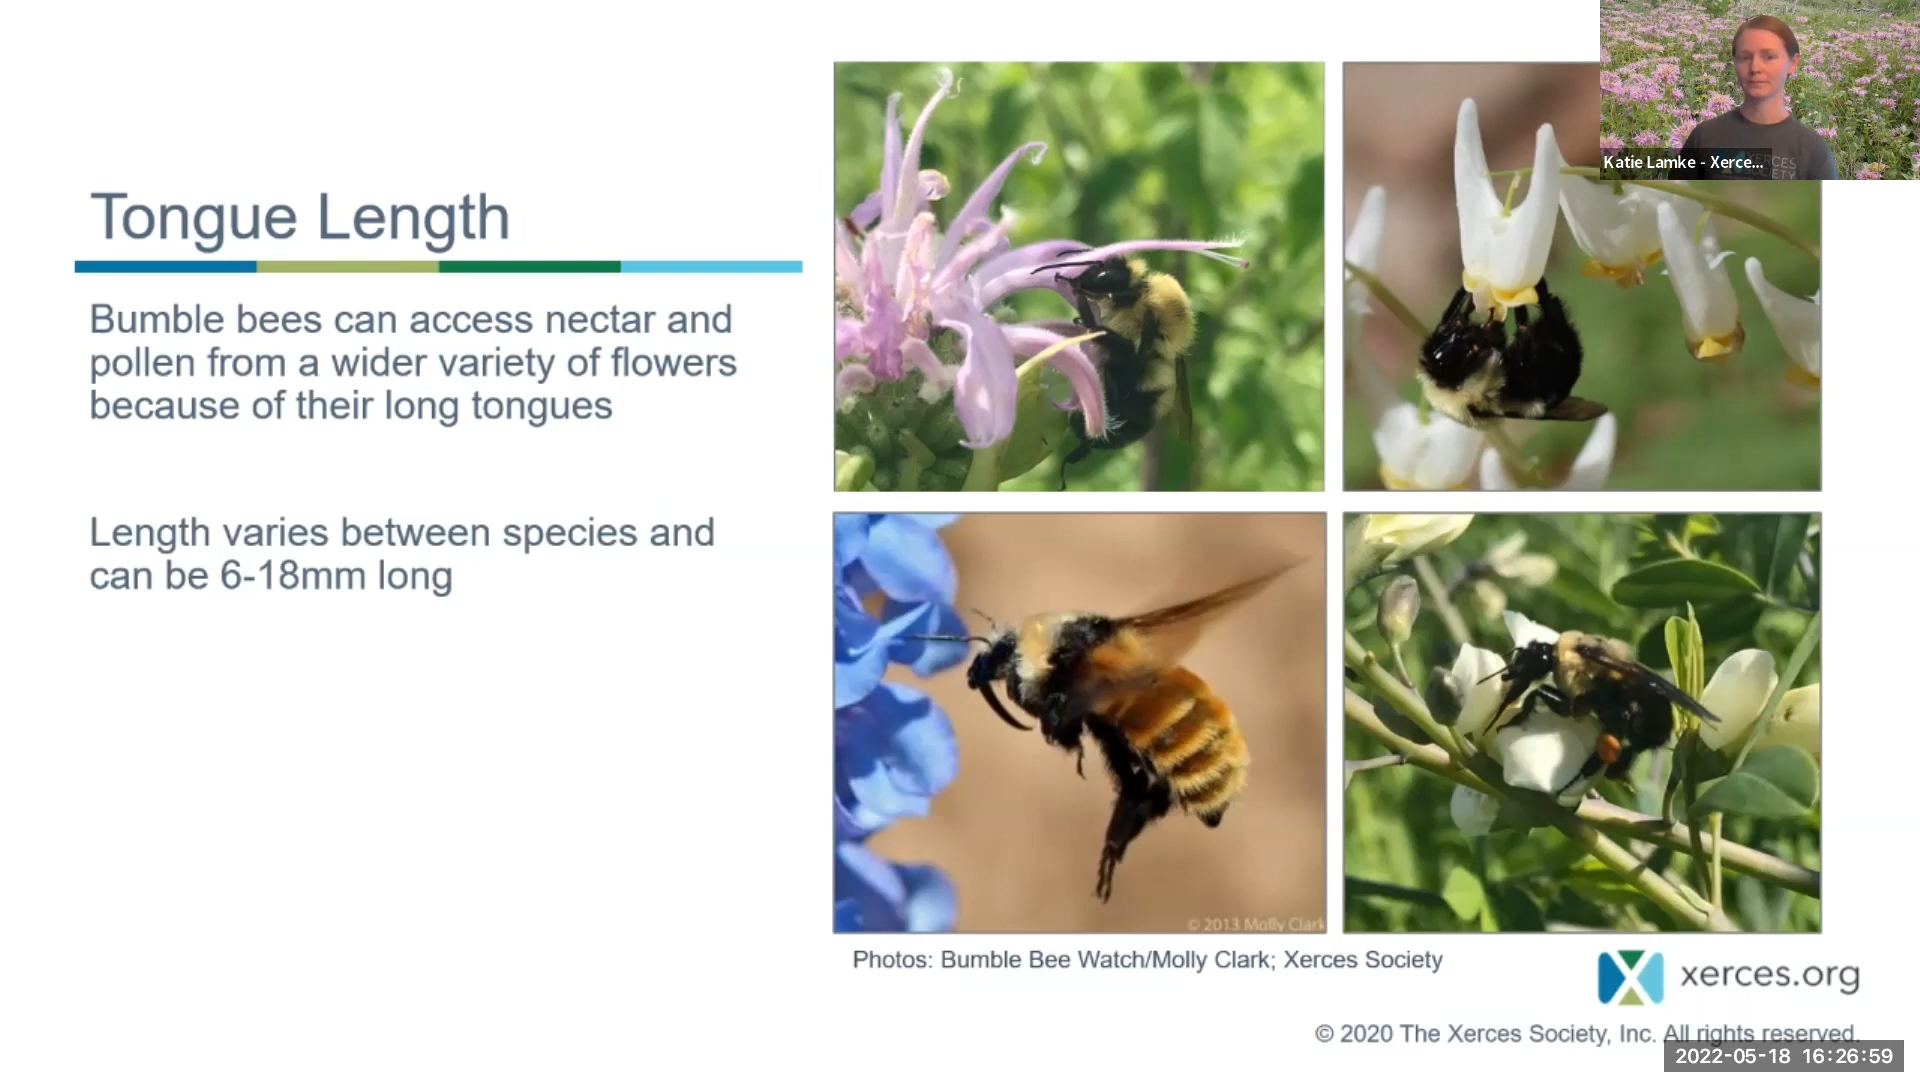 Katie Lamke - Xerce...
XERCES
SOCIETY
Tongue Length
Bumble bees can access nectar and
pollen from a wider variety of flowers
because of their long tongues
Length varies between species and
can be 6-18mm long
© 2013 Molly Clark
Photos: Bumble Bee Watch/Molly Clark; Xerces Society
xerces.org
© 2020 The Xerces Society, Inc. All rights reserved.
2022-05-18 16:26:59